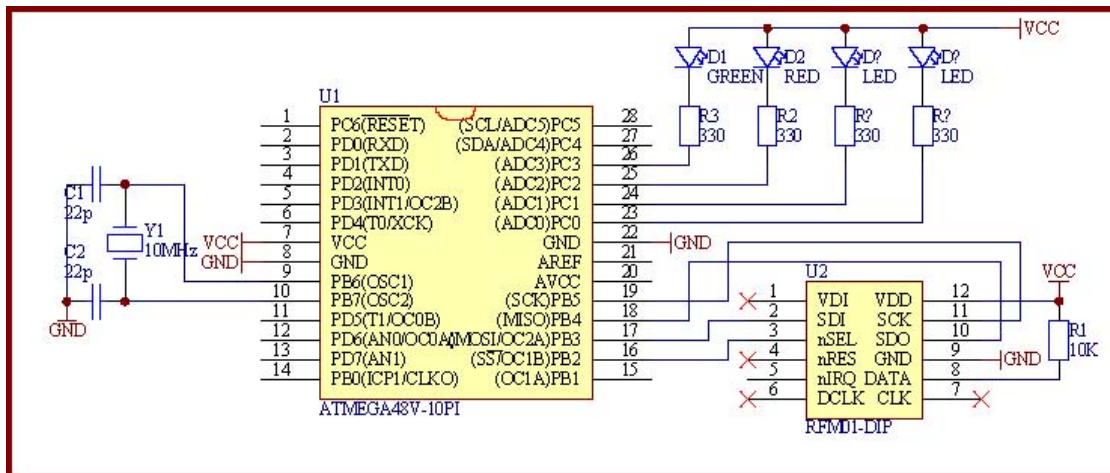 VCC
D1
GREEN
D2
RED
D?
LED
D?
LED
R3
330
R2
330
R?
330
R?
330
U1
1 PC6(RESET) (SCL/ADC5)PC5 28
2 PD0(RXD) (SDA/ADC4)PC4 27
3 PD1(TXD) (ADC3)PC3 26
4 PD2(INT0) (ADC2)PC2 25
5 PD3(INT1/OC2B) (ADC1)PC1 24
6 PD4(T0/XCK) (ADC0)PC0 23
VCC 7 VCC GND 22 GND
GND 8 GND AREF 21
9 PB6(OSC1) AVCC 20
10 PB7(OSC2) (SCK)PB5 19
11 PD5(T1/OC0B) (MISO)PB4 18
12 PD6(AN0/OC0A) (MOSI/OC2A)PB3 17
13 PD7(AN1) (SS/OC1B)PB2 16
14 PB0(ICP1/CLKO) (OC1A)PB1 15
ATMEGA48V-10PI
C1
22p
Y1
10MHz
C2
22p
GND
U2
VCC
1 VDI VDD 12
2 SDI SCK 11
3 nSEL SDO 10
4 nRES GND 9 GND
5 nIRQ DATA 8
6 DCLK CLK 7
R1
10K
RFM01-DIP